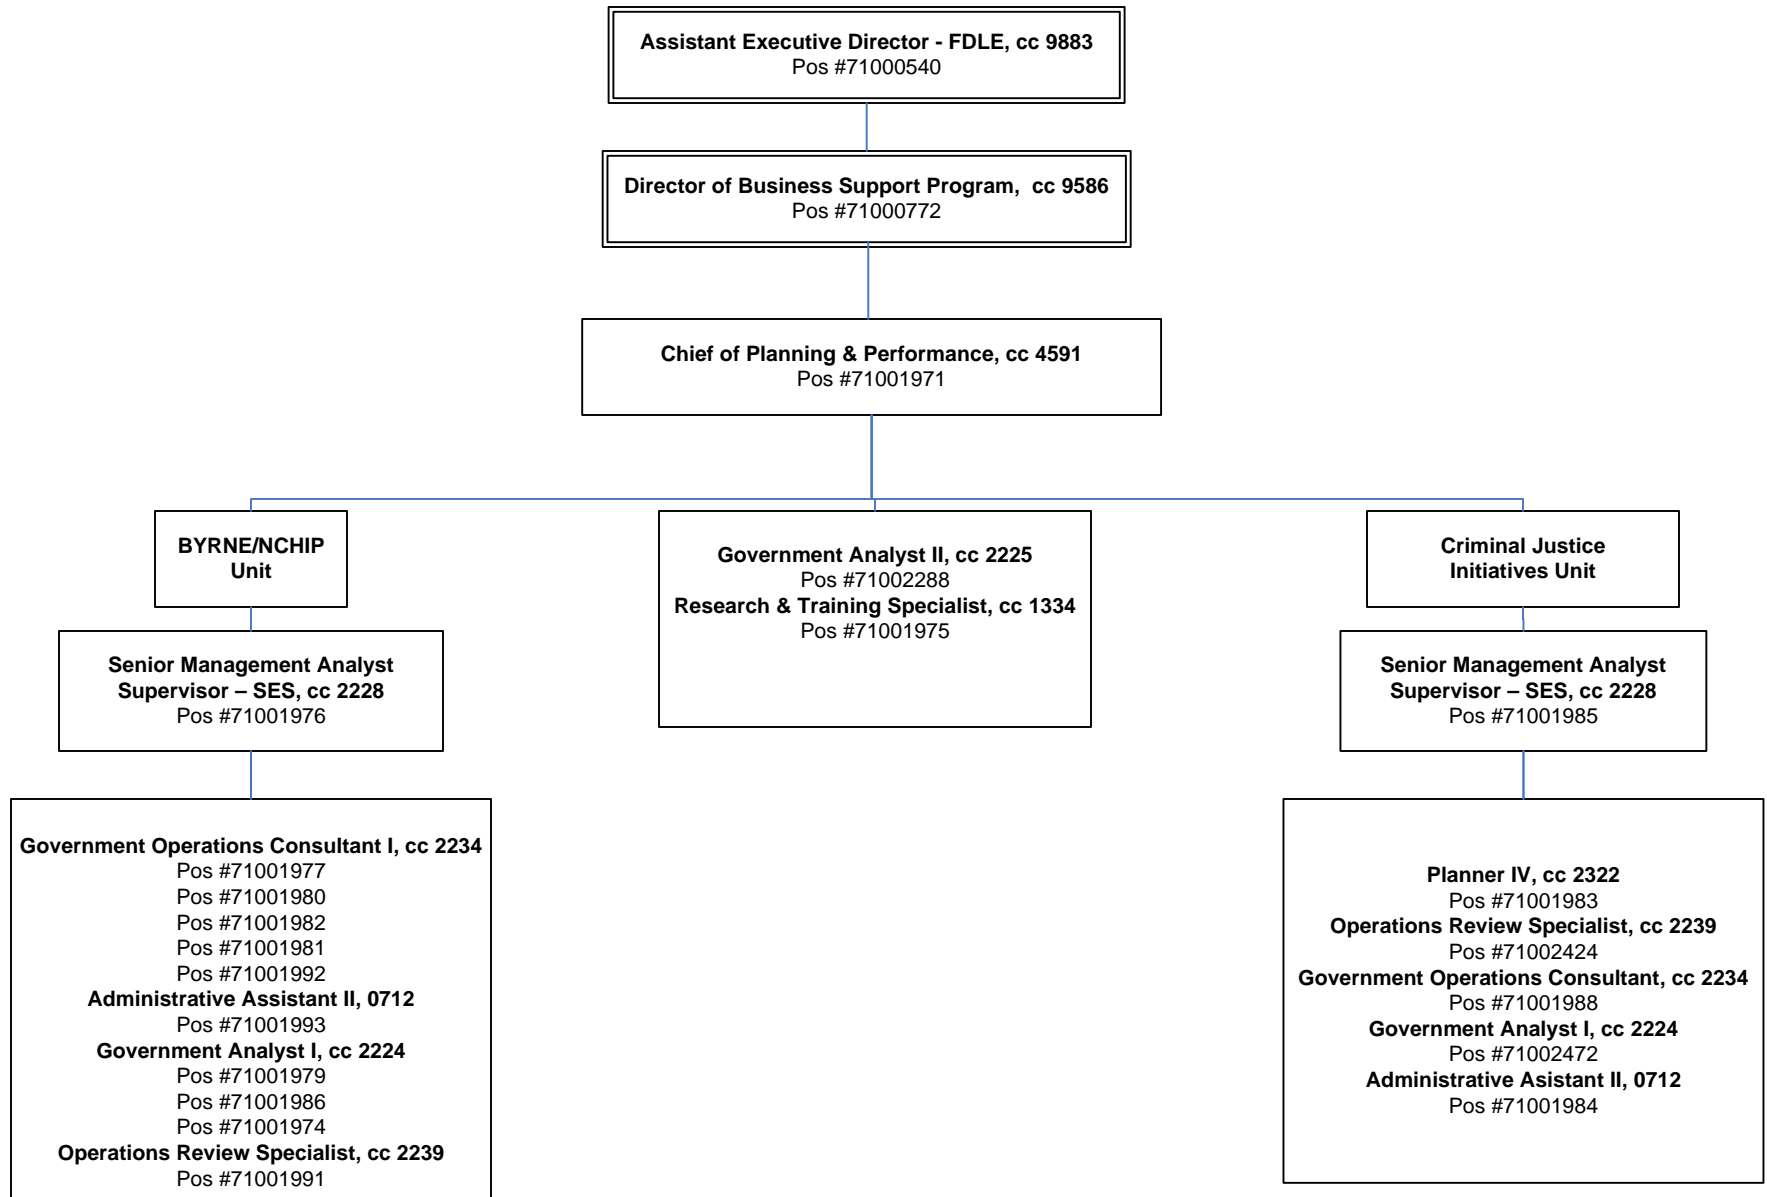 Assistant Executive Director - FDLE, cc 9883
Pos #71000540
Director of Business Support Program, cc 9586
Pos #71000772
Chief of Planning & Performance, cc 4591
Pos #71001971
BYRNE/NCHIP
Unit
Senior Management Analyst
Supervisor – SES, cc 2228
Pos #71001976
Government Operations Consultant I, cc 2234
Pos #71001977
Pos #71001980
Pos #71001982
Pos #71001981
Pos #71001992
Administrative Assistant II, 0712
Pos #71001993
Government Analyst I, cc 2224
Pos #71001979
Pos #71001986
Pos #71001974
Operations Review Specialist, cc 2239
Pos #71001991
Government Analyst II, cc 2225
Pos #71002288
Research & Training Specialist, cc 1334
Pos #71001975
Criminal Justice
Initiatives Unit
Senior Management Analyst
Supervisor – SES, cc 2228
Pos #71001985
Planner IV, cc 2322
Pos #71001983
Operations Review Specialist, cc 2239
Pos #71002424
Government Operations Consultant, cc 2234
Pos #71001988
Government Analyst I, cc 2224
Pos #71002472
Administrative Asistant II, 0712
Pos #71001984